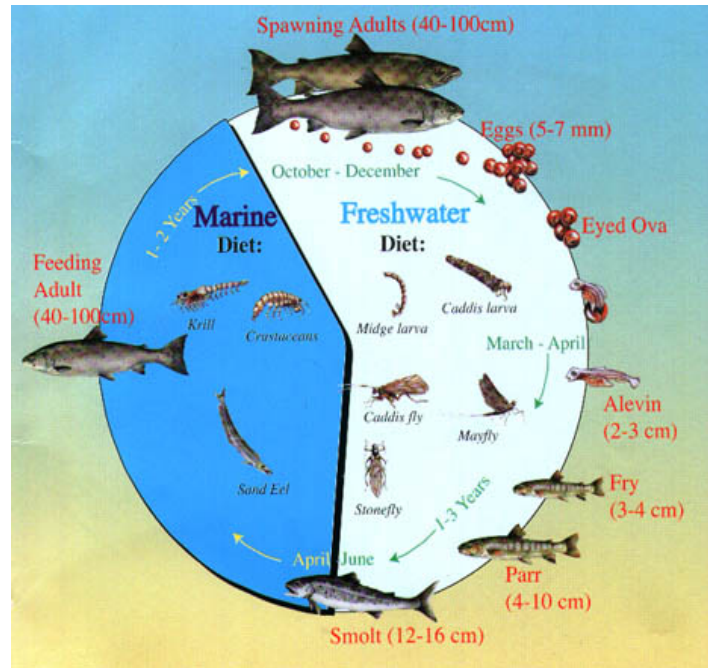 Spawning Adults (40-100cm)
Eggs (5-7 mm)
October - December
Eyed Ova
1- 2 Years
Marine
Diet:
Freshwater
Diet:
Feeding
Adult
(40-100cm)
Krill
Crustaceans
Midge larva
Caddis larva
March - April
Alevin
(2-3 cm)
Caddis fly
Mayfly
Sand Eel
Stonefly
Fry
(3-4 cm)
1-3 Years
April-June
Parr
(4-10 cm)
Smolt (12-16 cm)